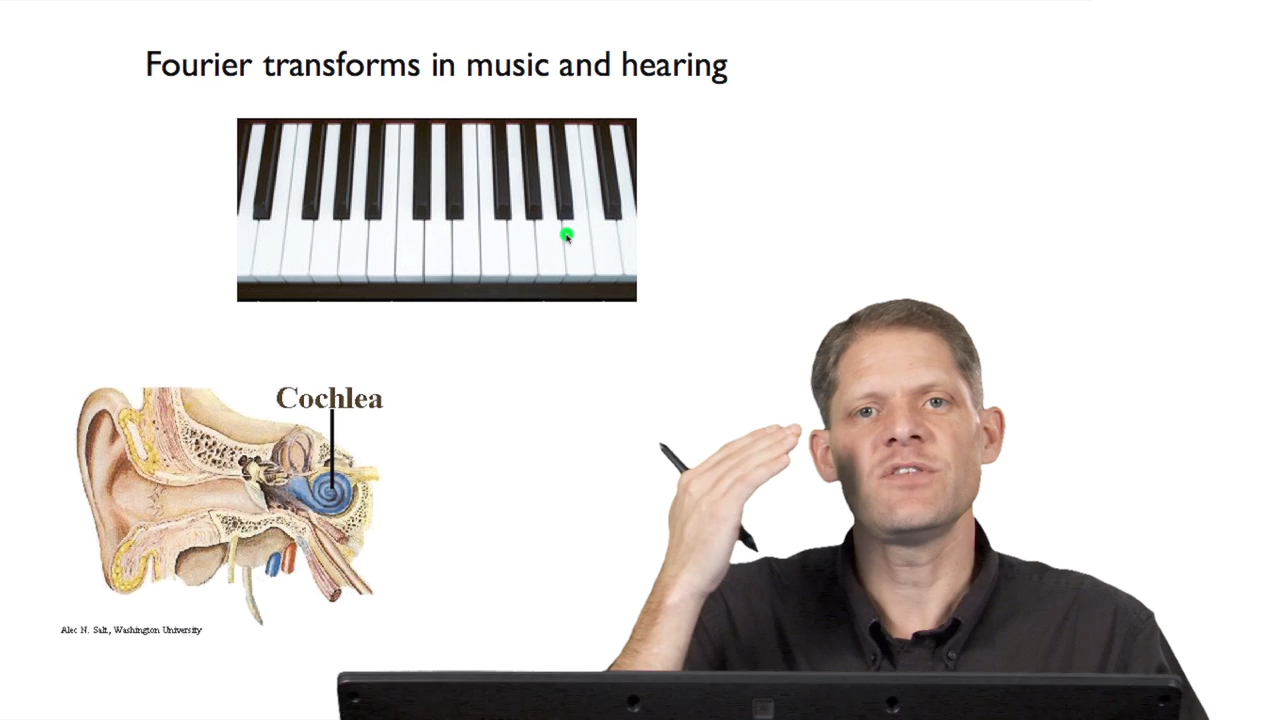 Fourier transforms in music and hearing
Cochlea
Alec N. Salt, Washington University